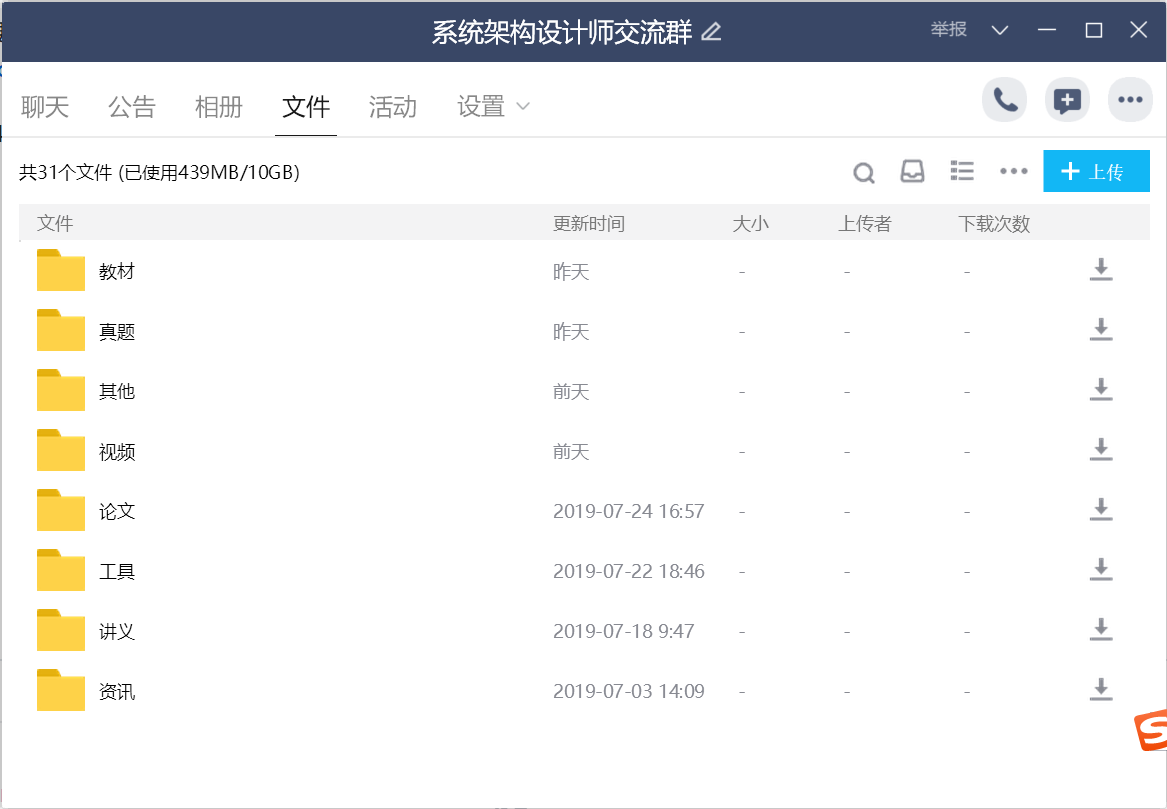 系统架构设计师交流群 举报
聊天 公告 相册 文件 活动 设置
共31个文件 (已使用439MB/10GB) 上传
文件 更新时间 大小 上传者 下载次数
教材 昨天 - - -
真题 昨天 - - -
其他 前天 - - -
视频 前天 - - -
论文 2019-07-24 16:57 - - -
工具 2019-07-22 18:46 - - -
讲义 2019-07-18 9:47 - - -
资讯 2019-07-03 14:09 - - -